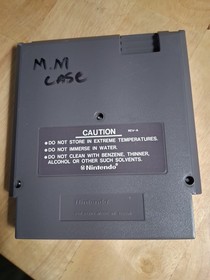 M.M
CASE
CAUTION
REV-A
•DO NOT STORE IN EXTREME TEMPERATURES.
•DO NOT IMMERSE IN WATER.
•DO NOT CLEAN WITH BENZENE, THINNER,
ALCOHOL OR OTHER SUCH SOLVENTS.
®Nintendo
Nintendo